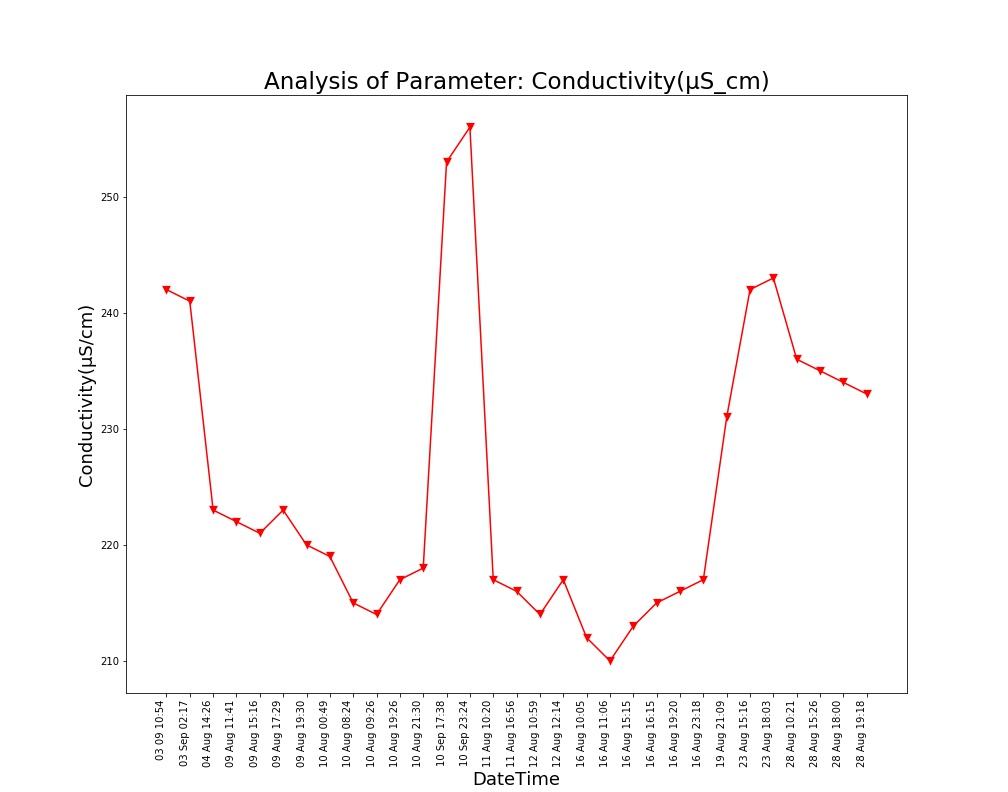 Analysis of Parameter: Conductivity(µS_cm)
Conductivity(µS/cm)
250
240
230
220
210
03 09 10:54
03 Sep 02:17
04 Aug 14:26
09 Aug 11:41
09 Aug 15:16
09 Aug 17:29
09 Aug 19:30
10 Aug 00:49
10 Aug 08:24
10 Aug 09:26
10 Aug 19:26
10 Aug 21:30
10 Sep 17:38
10 Sep 23:24
11 Aug 10:20
11 Aug 16:56
12 Aug 10:59
12 Aug 12:14
16 Aug 10:05
16 Aug 11:06
16 Aug 15:15
16 Aug 16:15
16 Aug 19:20
16 Aug 23:18
19 Aug 21:09
23 Aug 15:16
23 Aug 18:03
28 Aug 10:21
28 Aug 15:26
28 Aug 18:00
28 Aug 19:18
DateTime